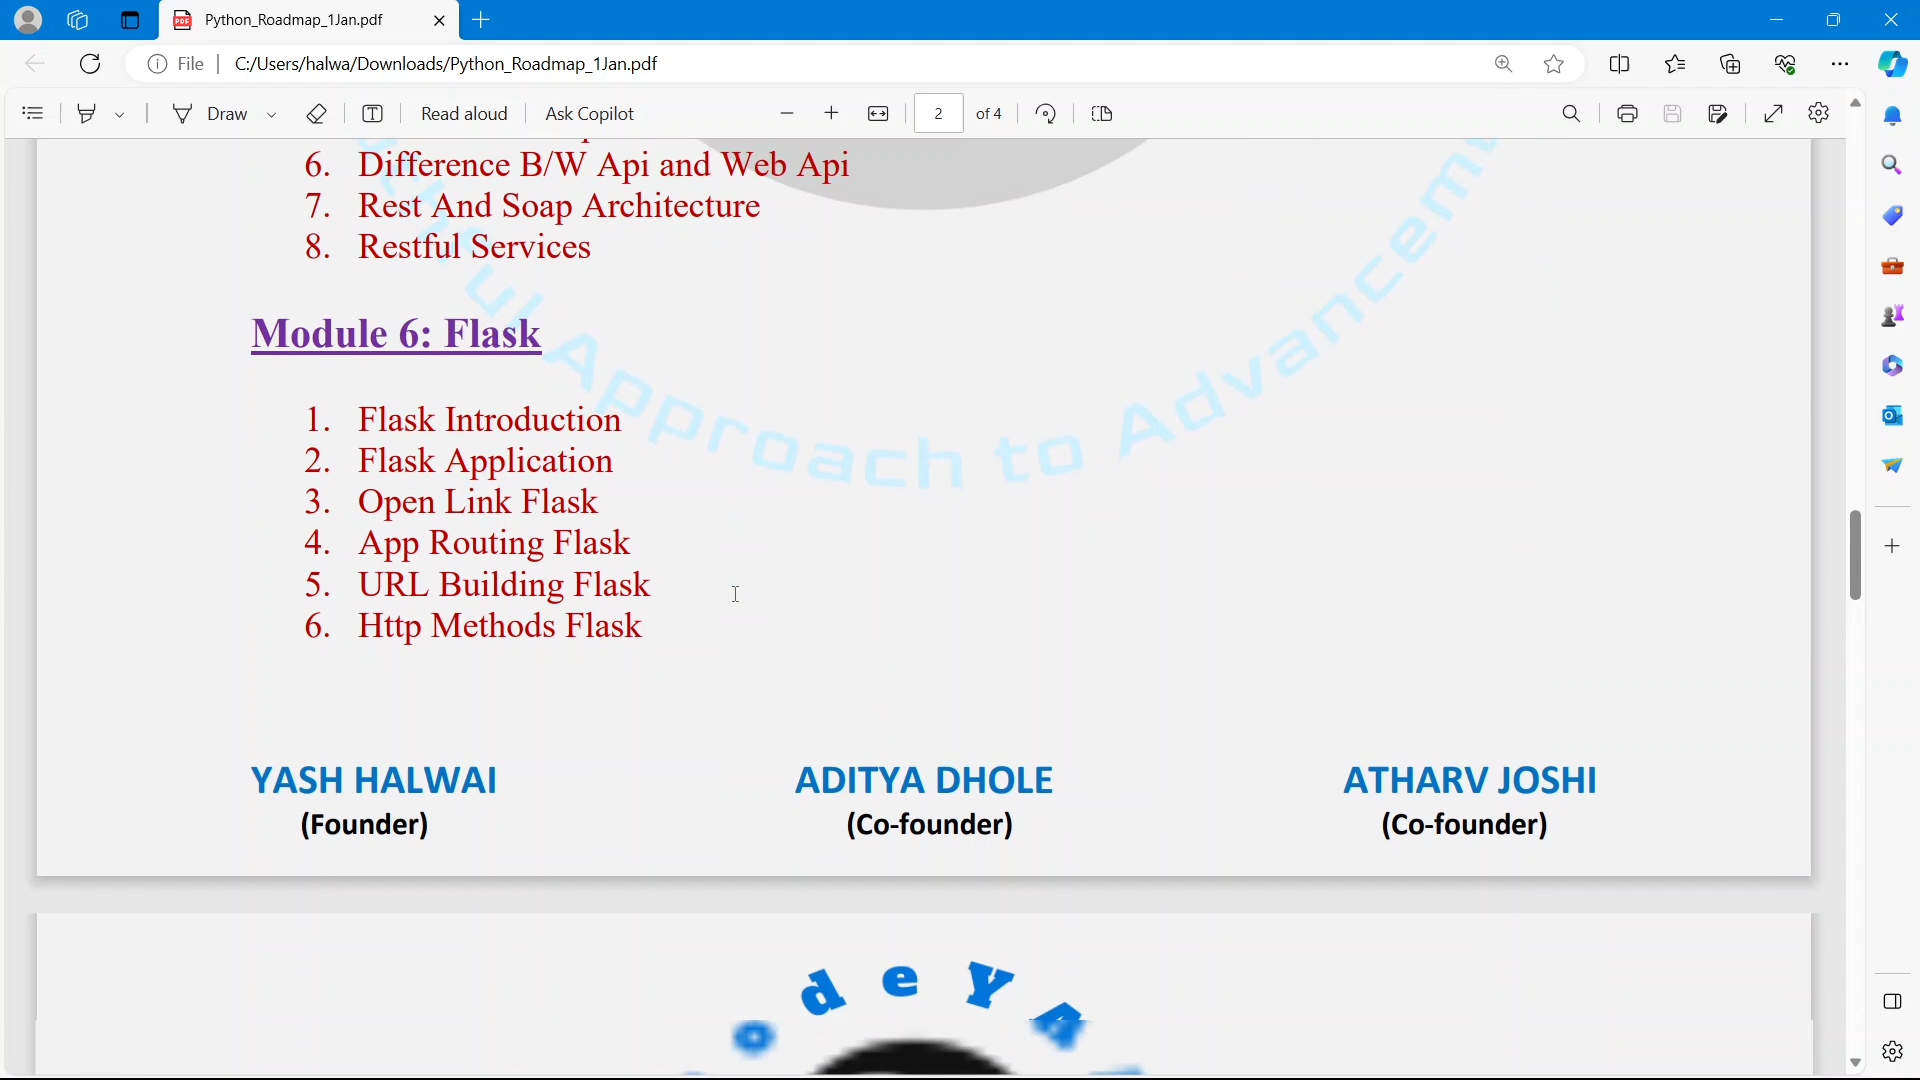 Python_Roadmap_1Jan.pdf
File
C:/Users/halwa/Downloads/Python_Roadmap_1Jan.pdf
Draw
Read aloud
Ask Copilot
2
of 4
6. Difference B/W Api and Web Api
7. Rest And Soap Architecture
8. Restful Services
Module 6: Flask
1. Flask Introduction
2. Flask Application
3. Open Link Flask
4. App Routing Flask
5. URL Building Flask
6. Http Methods Flask
Approach to
YASH HALWAI
ADITYA DHOLE
ATHARV JOSHI
(Founder)
(Co-founder)
(Co-founder)